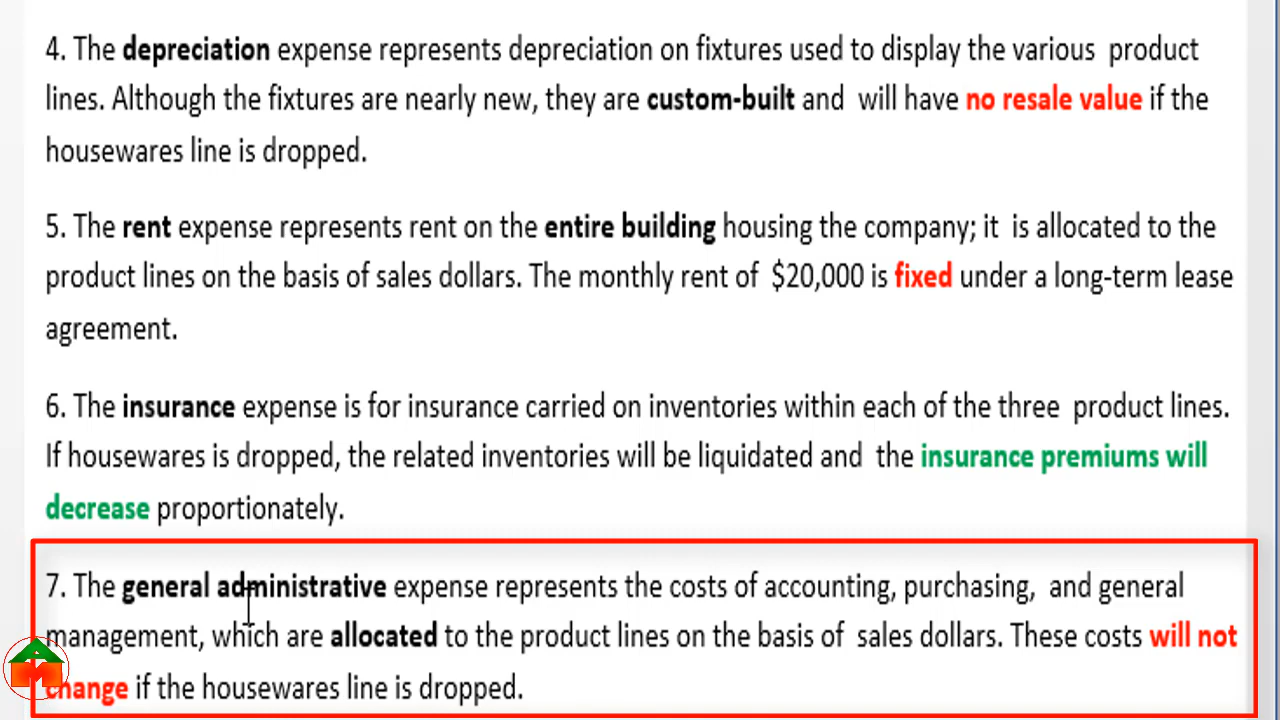 4. The depreciation expense represents depreciation on fixtures used to display the various product
lines. Although the fixtures are nearly new, they are custom-built and will have no resale value if the
housewares line is dropped.
5. The rent expense represents rent on the entire building housing the company; it is allocated to the
product lines on the basis of sales dollars. The monthly rent of $20,000 is fixed under a long-term lease
agreement.
6. The insurance expense is for insurance carried on inventories within each of the three product lines.
If housewares is dropped, the related inventories will be liquidated and the insurance premiums will
decrease proportionately.
7. The general administrative expense represents the costs of accounting, purchasing, and general
management, which are allocated to the product lines on the basis of sales dollars. These costs will not
change if the housewares line is dropped.